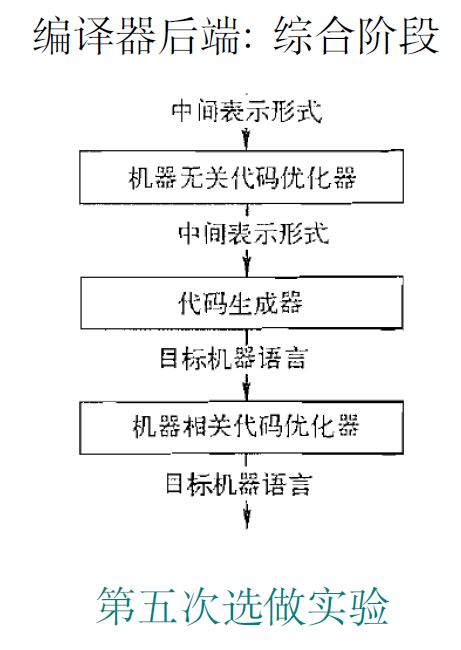 编译器后端: 综合阶段
中间表示形式
机器无关代码优化器
中间表示形式
代码生成器
目标机器语言
机器相关代码优化器
目标机器语言
第五次选做实验